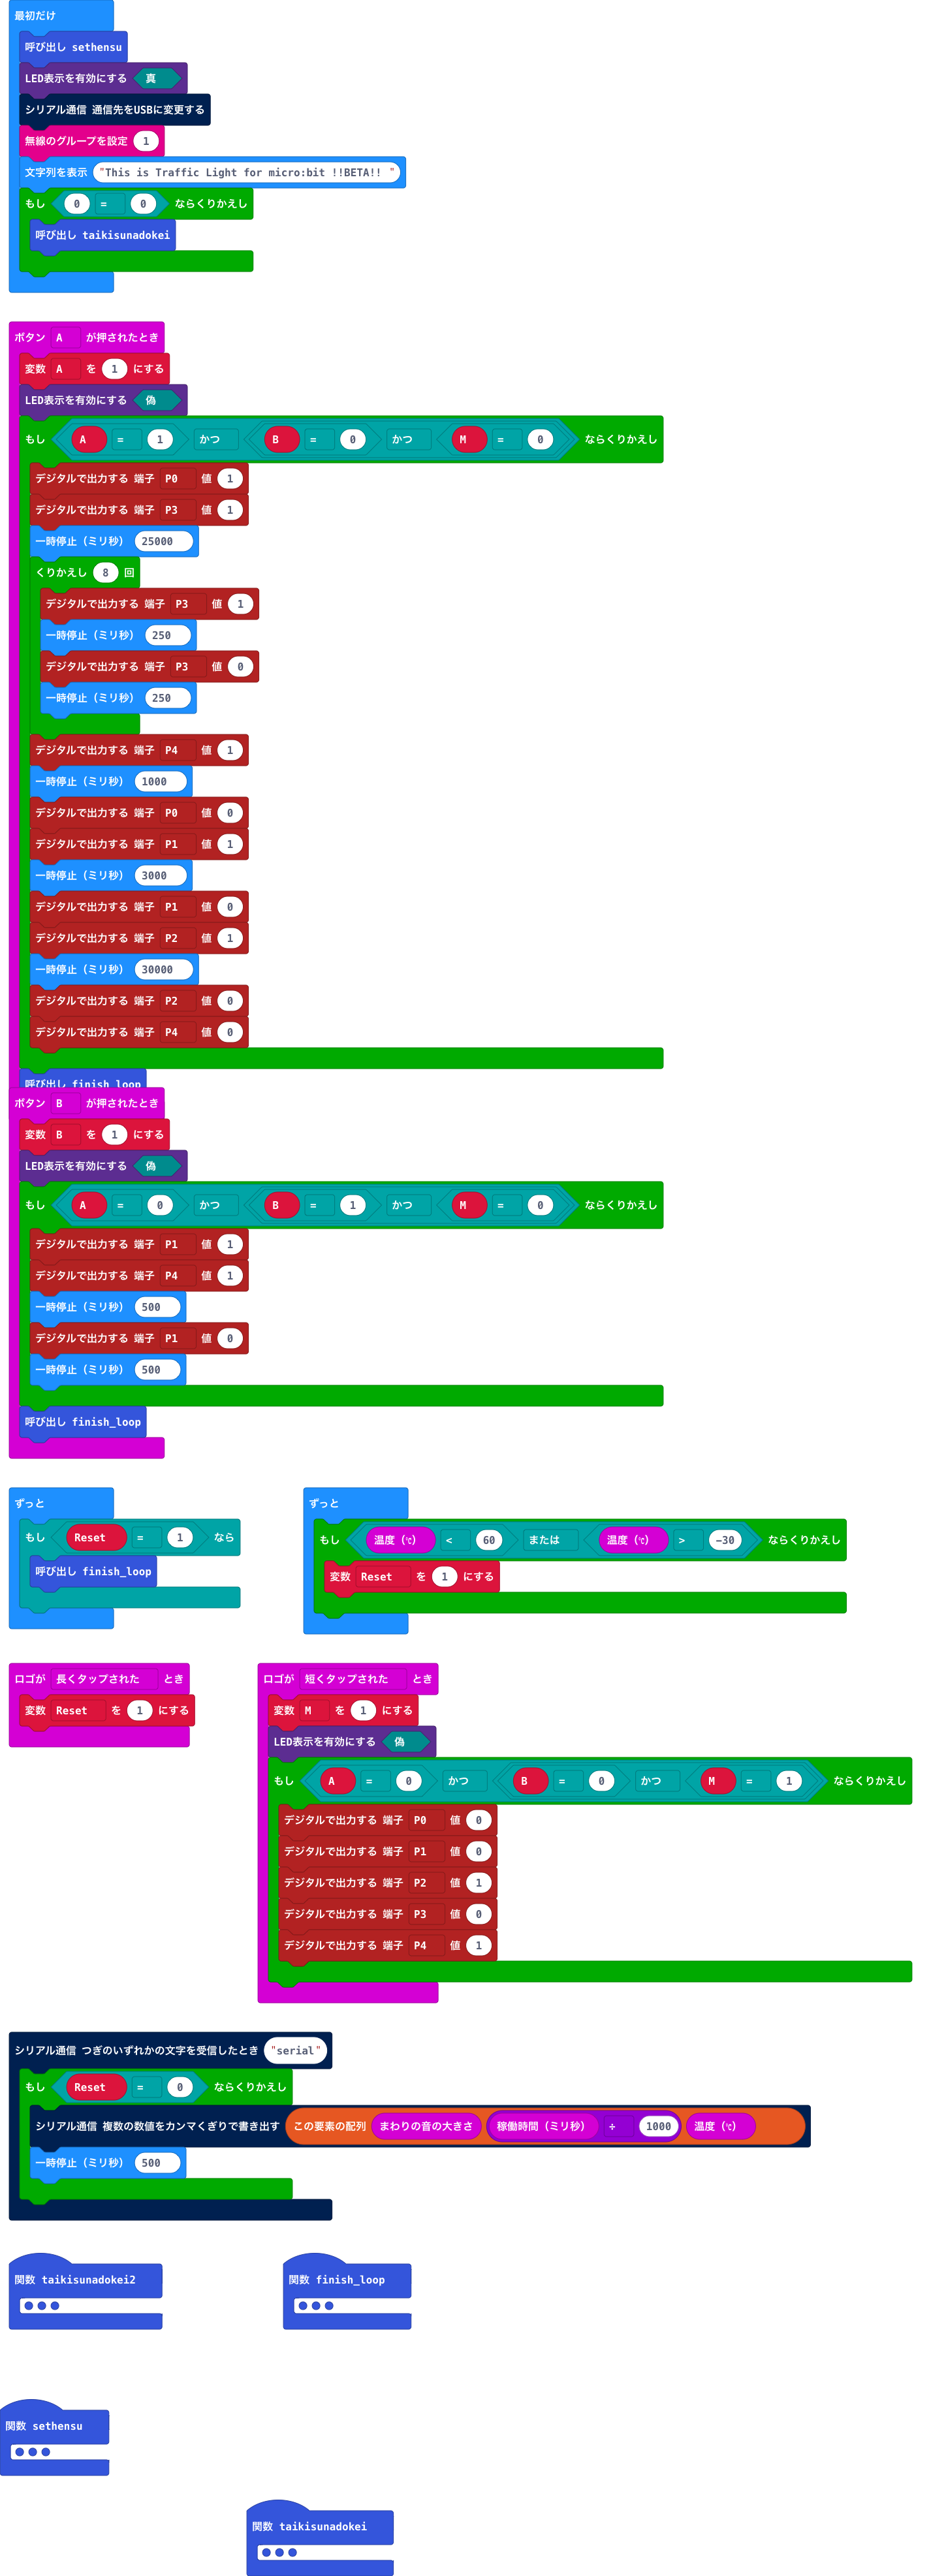 最初だけ
呼び出し sethensu
LED表示を有効にする 真
シリアル通信 通信先をUSBに変更する
無線のグループを設定 1
文字列を表示 "This is Traffic Light for micro:bit !!BETA!! "
もし 0 = 0 ならくりかえし
呼び出し taikisunadokei
ボタン A が押されたとき
変数 A を 1 にする
LED表示を有効にする 偽
もし A = 1 かつ B = 0 かつ M = 0 ならくりかえし
デジタルで出力する 端子 P0 値 1
デジタルで出力する 端子 P3 値 1
一時停止（ミリ秒） 25000
くりかえし 8 回
デジタルで出力する 端子 P3 値 1
一時停止（ミリ秒） 250
デジタルで出力する 端子 P3 値 0
一時停止（ミリ秒） 250
デジタルで出力する 端子 P4 値 1
一時停止（ミリ秒） 1000
デジタルで出力する 端子 P0 値 0
デジタルで出力する 端子 P1 値 1
一時停止（ミリ秒） 3000
デジタルで出力する 端子 P1 値 0
デジタルで出力する 端子 P2 値 1
一時停止（ミリ秒） 30000
デジタルで出力する 端子 P2 値 0
デジタルで出力する 端子 P4 値 0
呼び出し finish_loop
ボタン B が押されたとき
変数 B を 1 にする
LED表示を有効にする 偽
もし A = 0 かつ B = 1 かつ M = 0 ならくりかえし
デジタルで出力する 端子 P1 値 1
デジタルで出力する 端子 P4 値 1
一時停止（ミリ秒） 500
デジタルで出力する 端子 P1 値 0
一時停止（ミリ秒） 500
呼び出し finish_loop
ずっと
もし Reset = 1 なら
呼び出し finish_loop
ずっと
もし 温度（℃） < 60 または 温度（℃） > -30 ならくりかえし
変数 Reset を 1 にする
ロゴが 長くタップされた とき
変数 Reset を 1 にする
ロゴが 短くタップされた とき
変数 M を 1 にする
LED表示を有効にする 偽
もし A = 0 かつ B = 0 かつ M = 1 ならくりかえし
デジタルで出力する 端子 P0 値 0
デジタルで出力する 端子 P1 値 0
デジタルで出力する 端子 P2 値 1
デジタルで出力する 端子 P3 値 0
デジタルで出力する 端子 P4 値 1
シリアル通信 つぎのいずれかの文字を受信したとき "serial"
もし Reset = 0 ならくりかえし
シリアル通信 複数の数値をカンマくぎりで書き出す この要素の配列 まわりの音の大きさ 稼働時間（ミリ秒） ÷ 1000 温度（℃）
一時停止（ミリ秒） 500
関数 taikisunadokei2
関数 finish_loop
関数 sethensu
関数 taikisunadokei